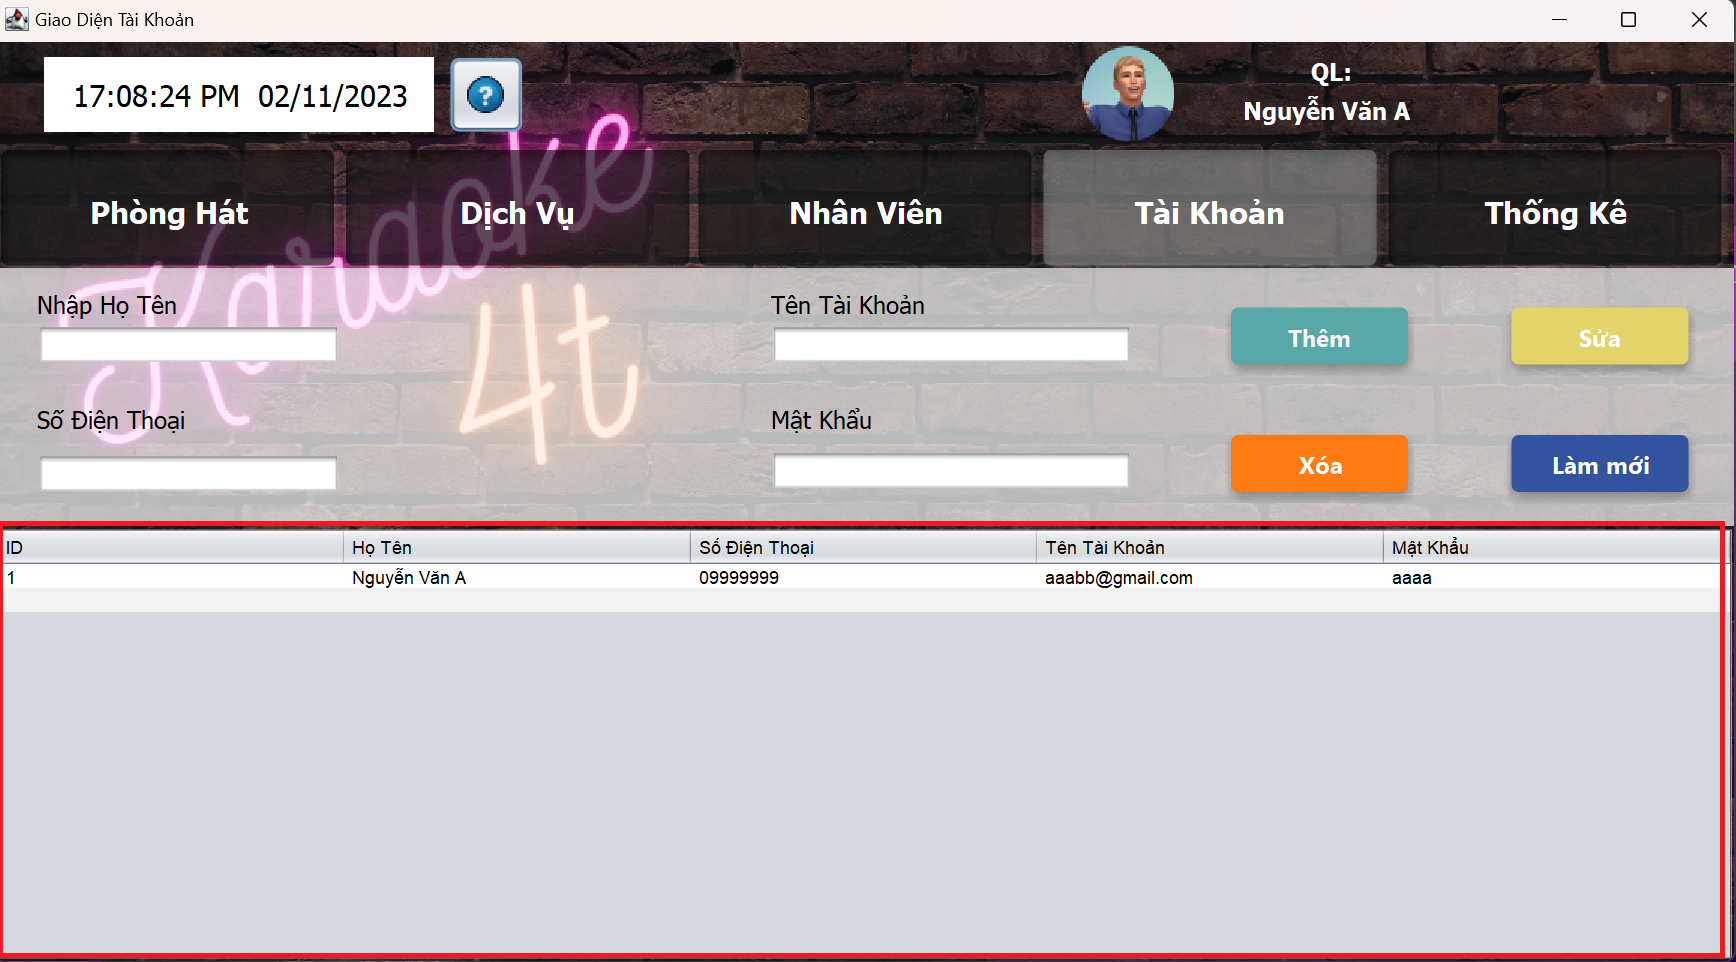 Giao Diện Tài Khoản
17:08:24 PM 02/11/2023
?
QL:
Nguyễn Văn A
Phòng Hát
Dịch Vụ
Nhân Viên
Tài Khoản
Thống Kê
Karaoke
4t
Nhập Họ Tên
Tên Tài Khoản
Thêm
Sửa
Số Điện Thoại
Mật Khẩu
Xóa
Làm mới
ID Họ Tên Số Điện Thoại Tên Tài Khoản Mật Khẩu
1 Nguyễn Văn A 09999999 aaabb@gmail.com aaaa